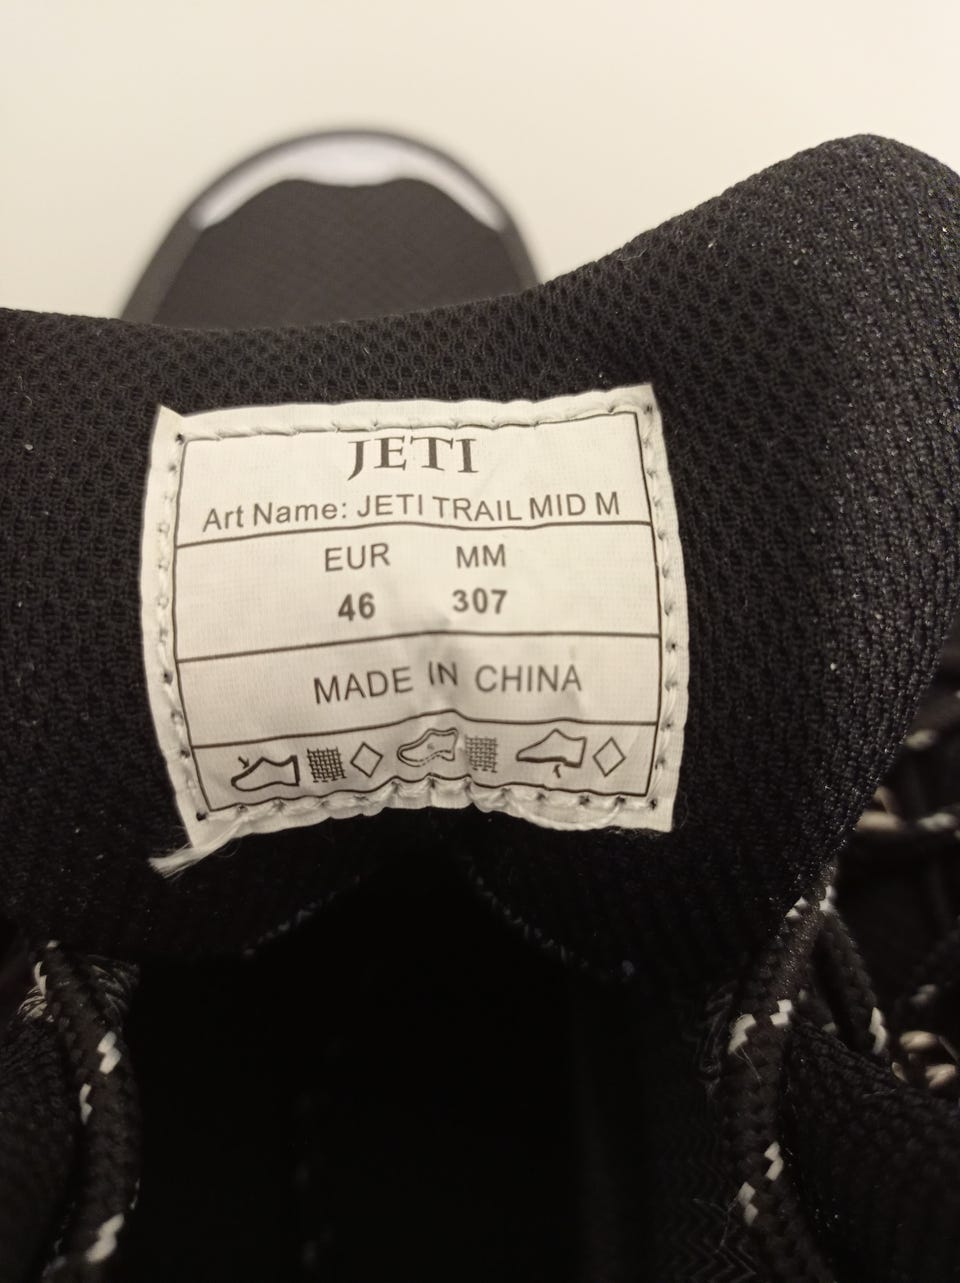 JETI
Art Name: JETI TRAIL MID M
EUR MM
46 307
MADE IN CHINA